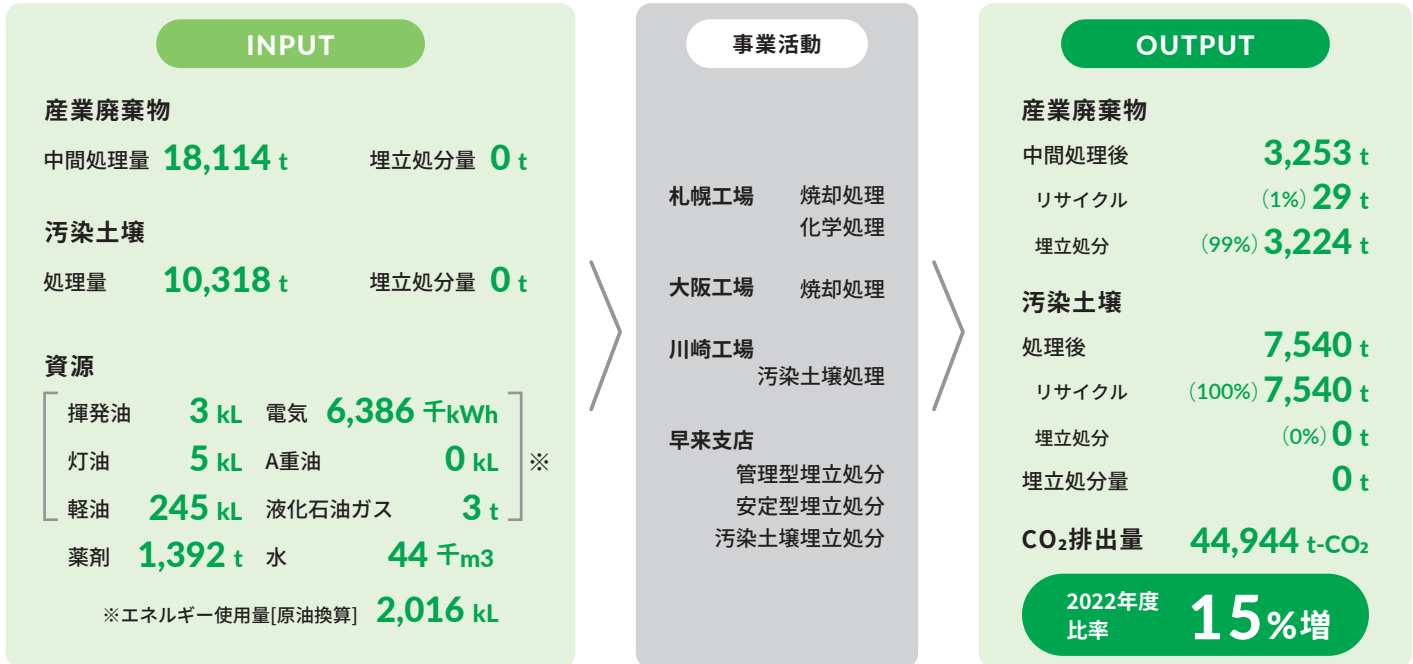 INPUT
産業廃棄物
中間処理量 18,114 t 埋立処分量 0 t
汚染土壌
処理量 10,318 t 埋立処分量 0 t
資源
揮発油 3 kL 電気 6,386 千kWh
灯油 5 kL A重油 0 kL ※
軽油 245 kL 液化石油ガス 3 t
薬剤 1,392 t 水 44 千m3
※エネルギー使用量[原油換算] 2,016 kL
事業活動
札幌工場 焼却処理
化学処理
大阪工場 焼却処理
川崎工場
汚染土壌処理
早来支店
管理型埋立処分
安定型埋立処分
汚染土壌埋立処分
OUTPUT
産業廃棄物
中間処理後 3,253 t
リサイクル (1%) 29 t
埋立処分 (99%) 3,224 t
汚染土壌
処理後 7,540 t
リサイクル (100%) 7,540 t
埋立処分 (0%) 0 t
埋立処分量 0 t
CO₂排出量 44,944 t-CO₂
2022年度
比率 15%増